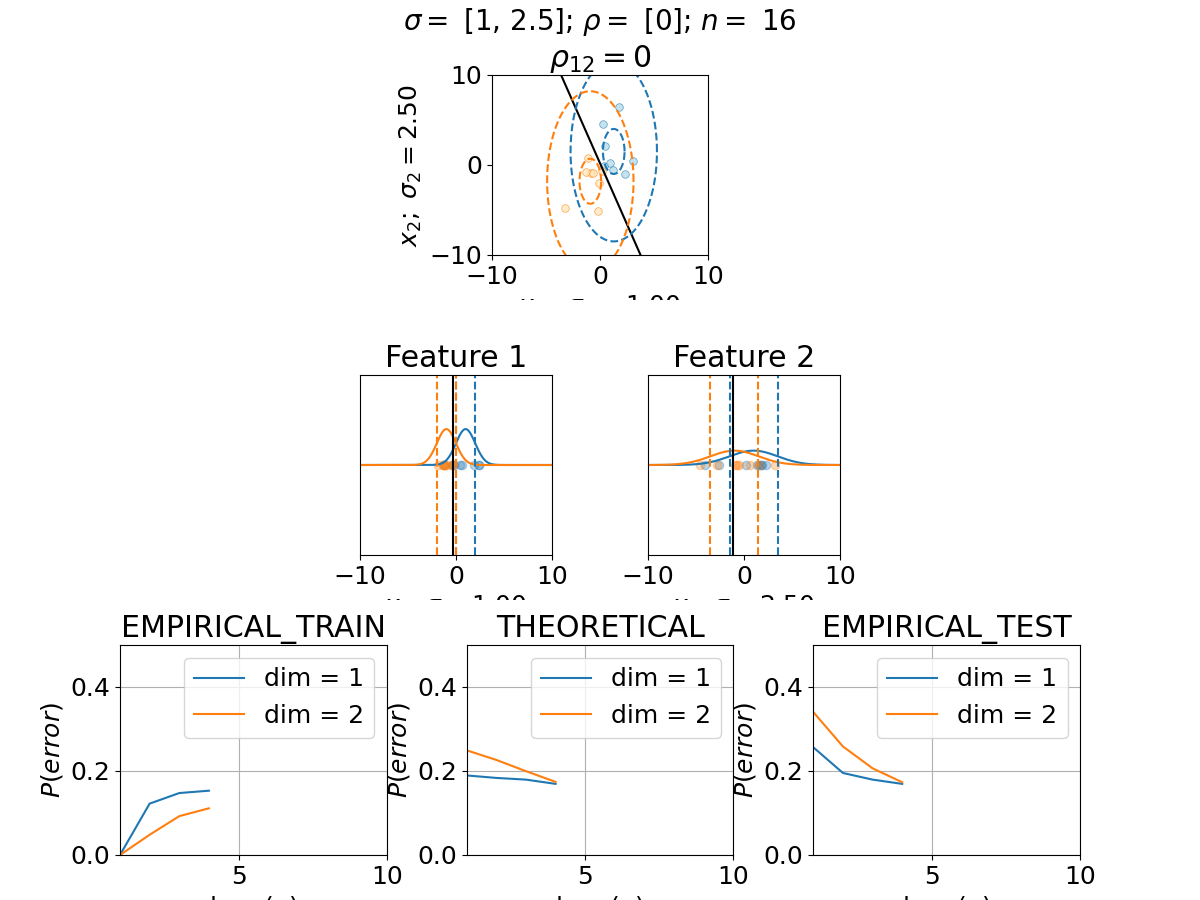 σ = [1, 2.5]; ρ = [0]; n = 16
ρ₁₂ = 0
x₂; σ₂ = 2.50
10
0
−10
−10 0 10
Feature 1 Feature 2
−10 0 10 −10 0 10
EMPIRICAL_TRAIN THEORETICAL EMPIRICAL_TEST
P(error) P(error) P(error)
dim = 1 dim = 1 dim = 1
dim = 2 dim = 2 dim = 2
0.4 0.4 0.4
0.2 0.2 0.2
0.0 0.0 0.0
5 10 5 10 5 10